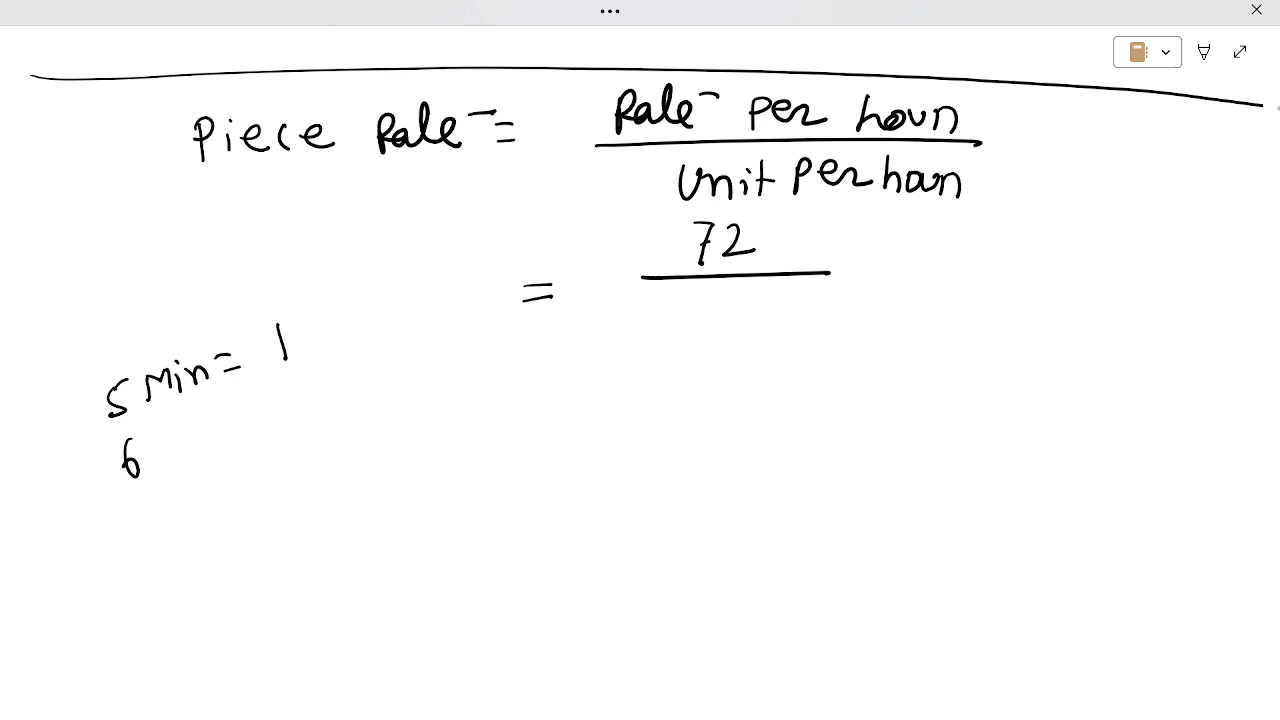 Piece Rate = Rate per hour
Unit per hour
= 72
5 Min = 1
6